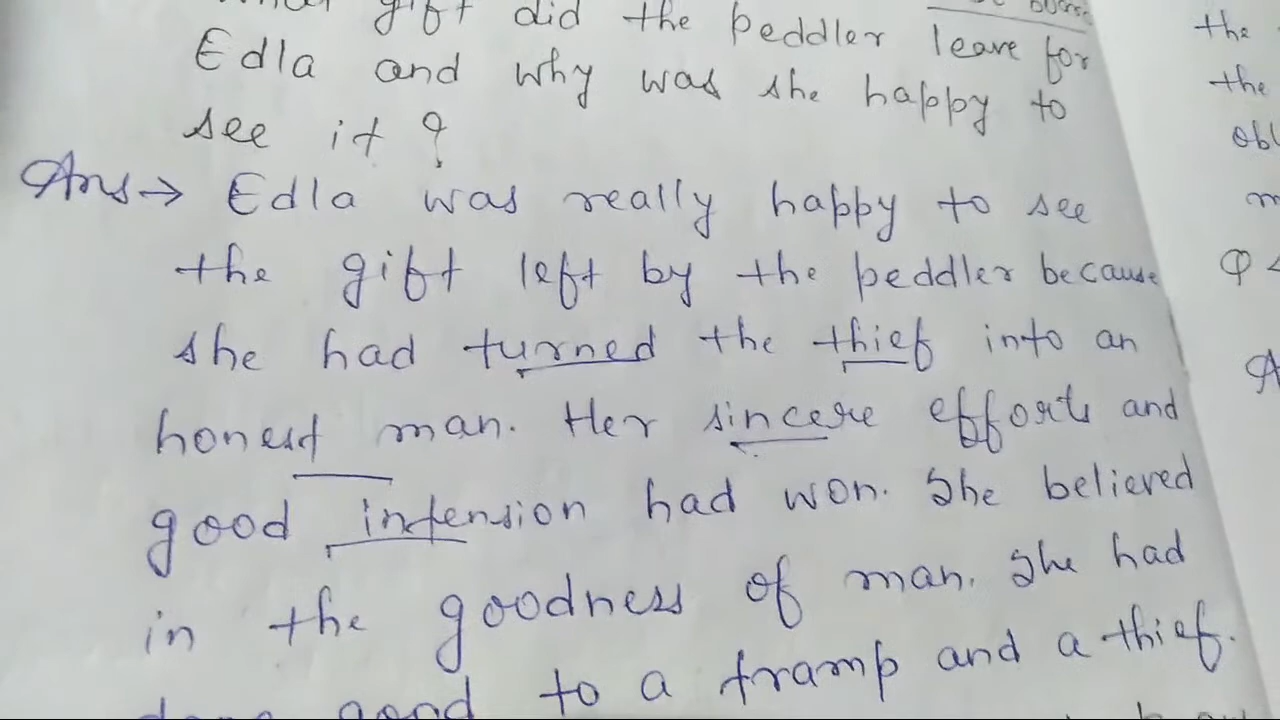 gift did the peddler leave for
Edla and why was she happy to
see it ?
Ans → Edla was really happy to see
the gift left by the peddler because
she had turned the thief into an
honest man. Her sincere efforts and
good intension had won. She believed
in the goodness of man. She had
done good to a tramp and a thief.
the
the